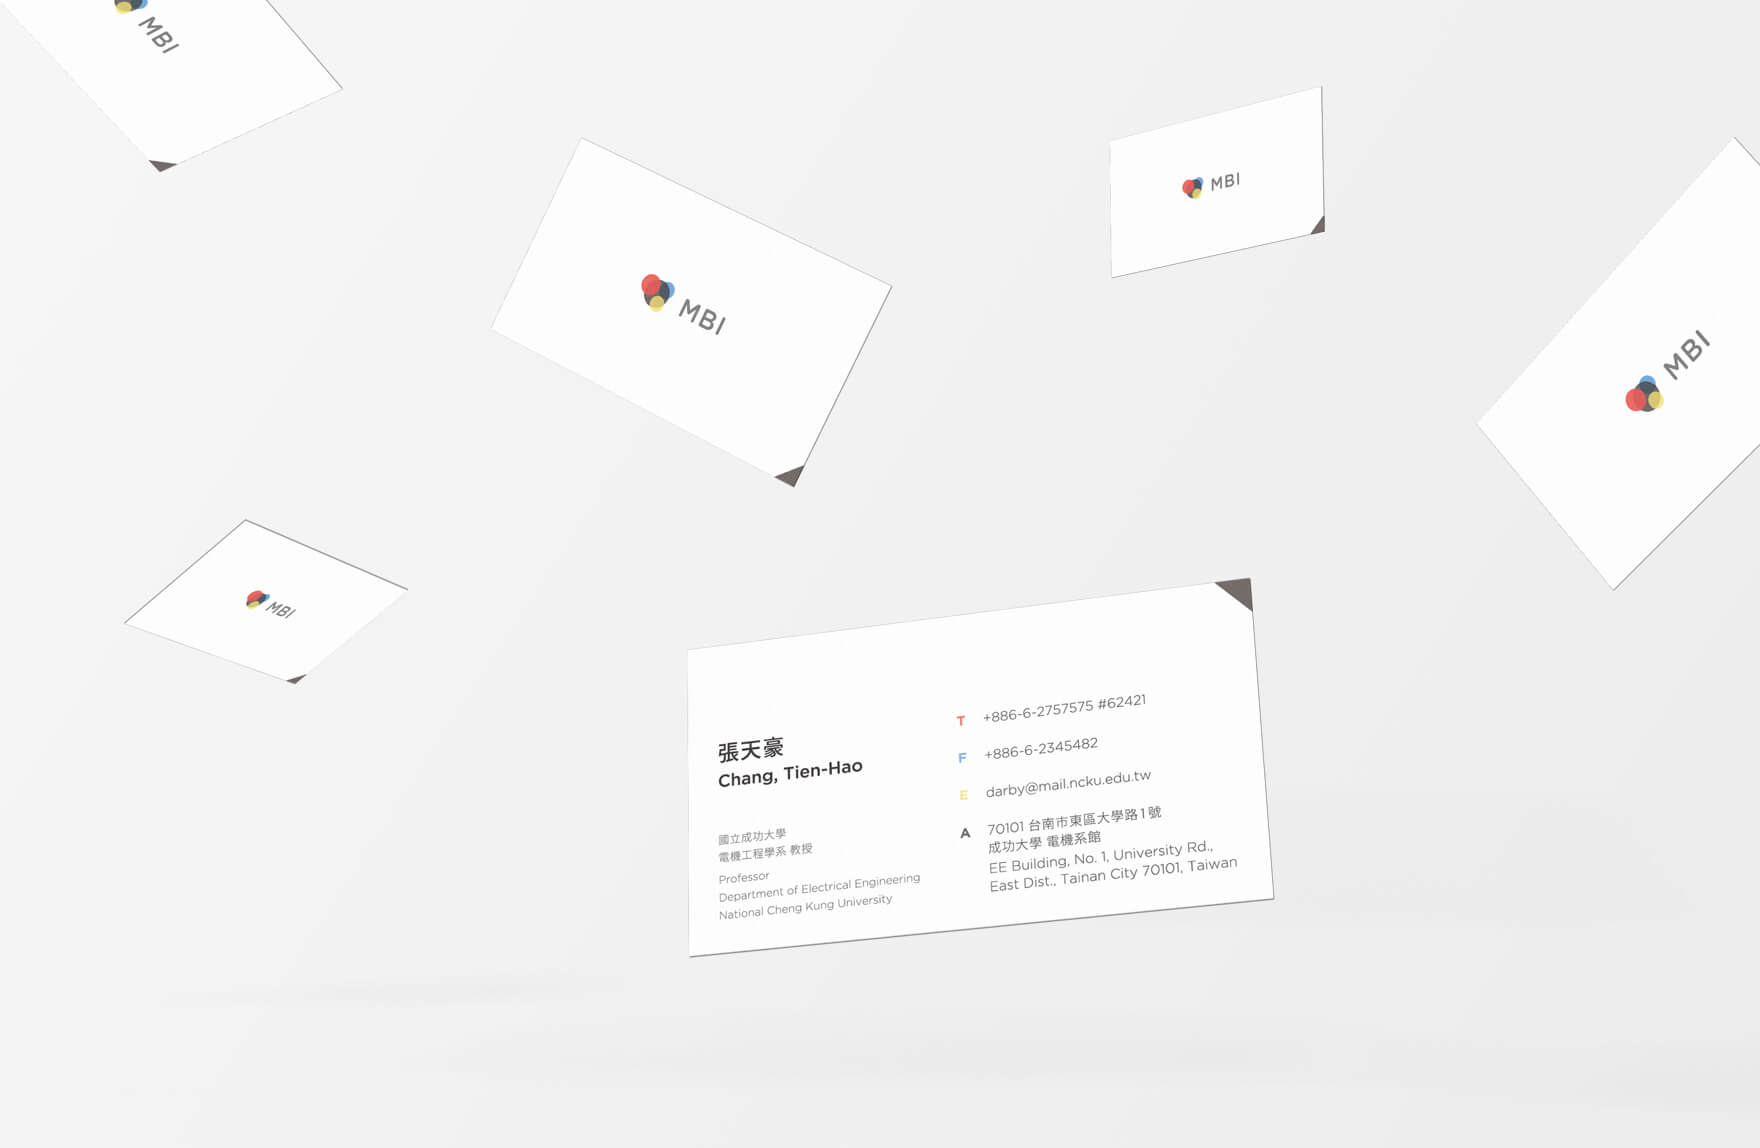 MBI
MBI
MBI
MBI
MBI
張天豪
Chang, Tien-Hao
國立成功大學
電機工程學系 教授
Professor
Department of Electrical Engineering
National Cheng Kung University
T +886-6-2757575 #62421
F +886-6-2345482
E darby@mail.ncku.edu.tw
A 70101 台南市東區大學路1號
成功大學 電機系館
EE Building, No. 1, University Rd.,
East Dist., Tainan City 70101, Taiwan